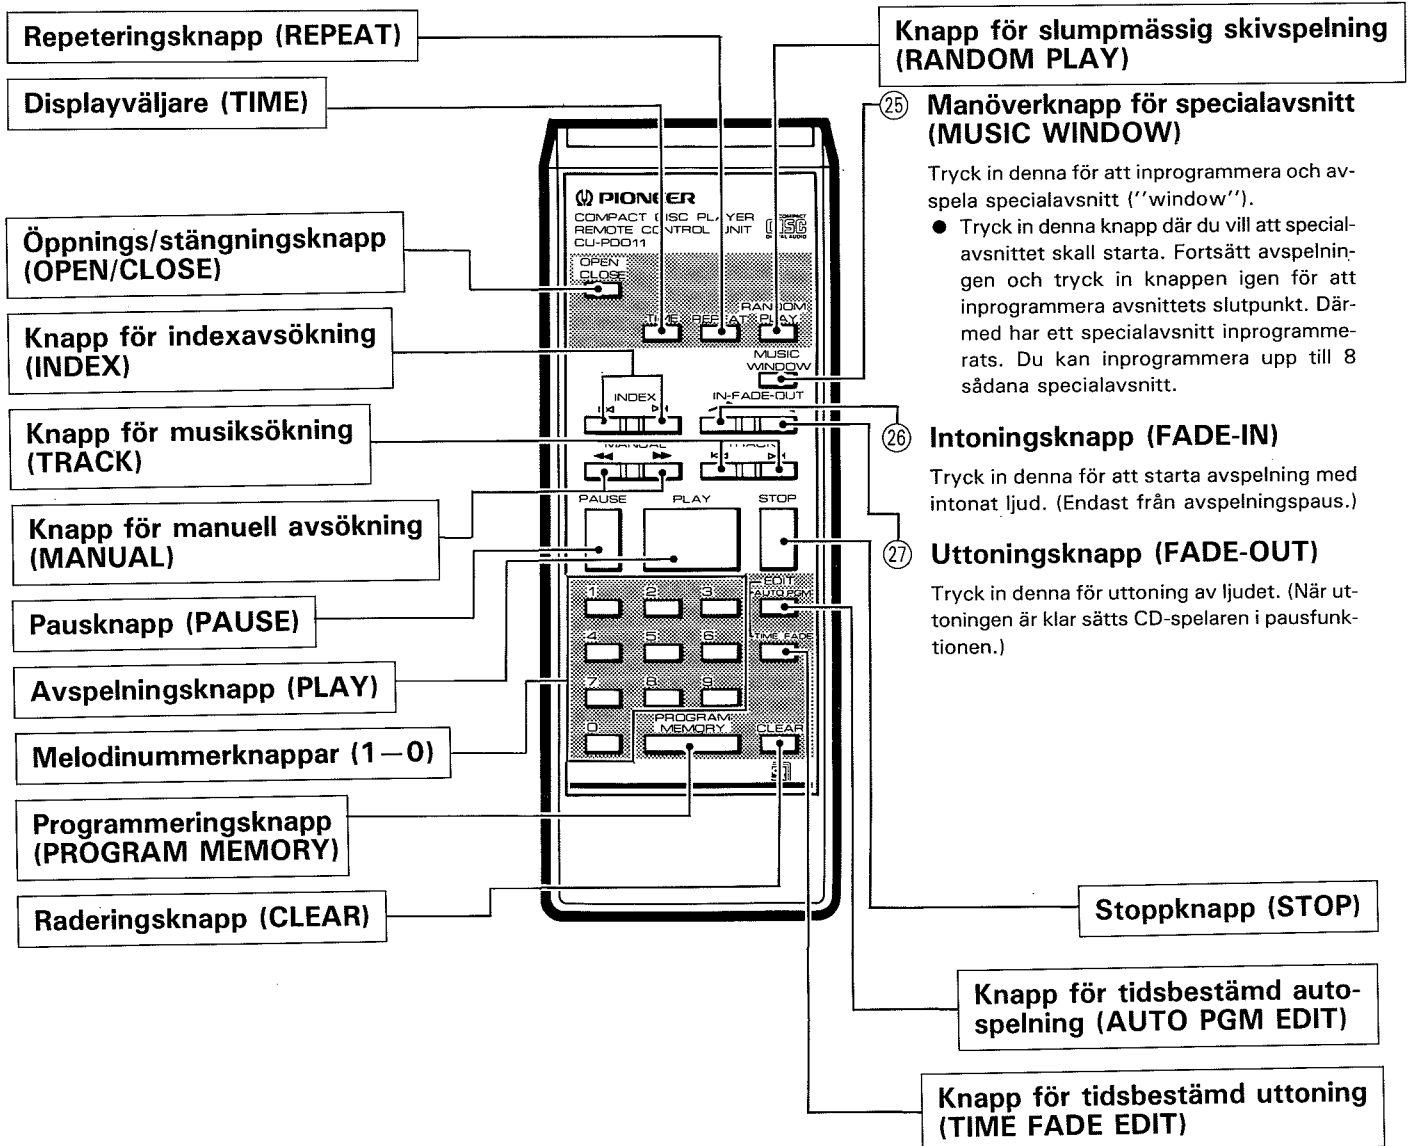 Repeteringsknapp (REPEAT)
Displayväljare (TIME)
Öppnings/stängningsknapp
(OPEN/CLOSE)
Knapp för indexavsökning
(INDEX)
Knapp för musiksökning
(TRACK)
Knapp för manuell avsökning
(MANUAL)
Pausknapp (PAUSE)
Avspelningsknapp (PLAY)
Melodinummerknappar (1—0)
Programmeringsknapp
(PROGRAM MEMORY)
Raderingsknapp (CLEAR)
PIONEER
COMPACT DISC PLAYER
REMOTE CONTROL UNIT
CU-PD011
COMPACT
DISC
DIGITAL AUDIO
OPEN
CLOSE
TIME REPEAT RANDOM
PLAY
MUSIC
WINDOW
INDEX IN-FADE-OUT
MANUAL TRACK
PAUSE PLAY STOP
EDIT
1 2 3 AUTO PGM
4 5 6 TIME FADE
7 8 9
0 PROGRAM
MEMORY CLEAR
Knapp för slumpmässig skivspelning
(RANDOM PLAY)
25 Manöverknapp för specialavsnitt
(MUSIC WINDOW)
Tryck in denna för att inprogrammera och av-
spela specialavsnitt (''window'').
● Tryck in denna knapp där du vill att special-
avsnittet skall starta. Fortsätt avspelnin-
gen och tryck in knappen igen för att
inprogrammera avsnittets slutpunkt. Där-
med har ett specialavsnitt inprogramme-
rats. Du kan inprogrammera upp till 8
sådana specialavsnitt.
26 Intoningsknapp (FADE-IN)
Tryck in denna för att starta avspelning med
intonat ljud. (Endast från avspelningspaus.)
27 Uttoningsknapp (FADE-OUT)
Tryck in denna för uttoning av ljudet. (När ut-
toningen är klar sätts CD-spelaren i pausfunk-
tionen.)
Stoppknapp (STOP)
Knapp för tidsbestämd auto-
spelning (AUTO PGM EDIT)
Knapp för tidsbestämd uttoning
(TIME FADE EDIT)